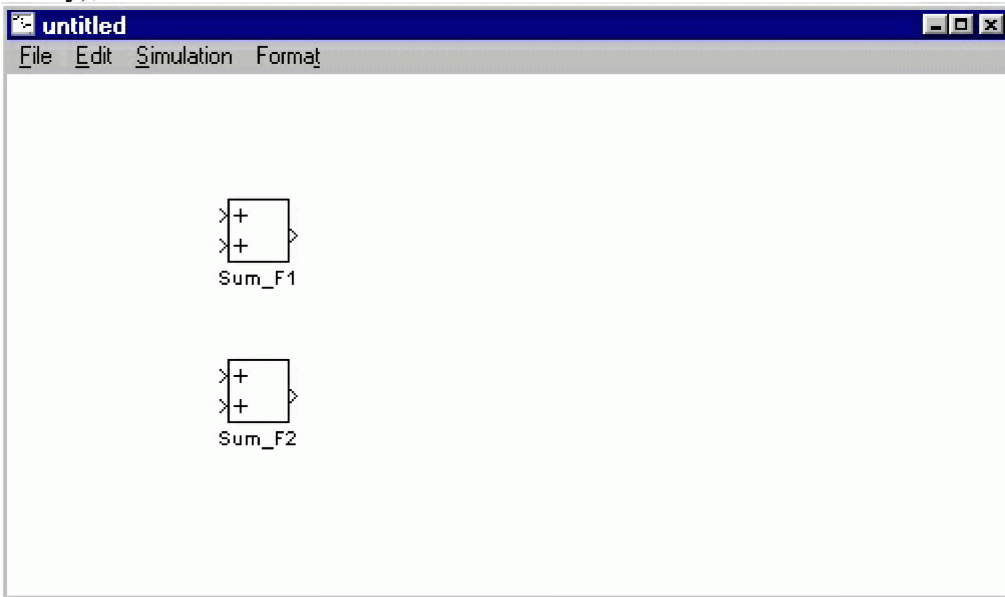 untitled
File Edit Simulation Format
+
+
Sum_F1
+
+
Sum_F2